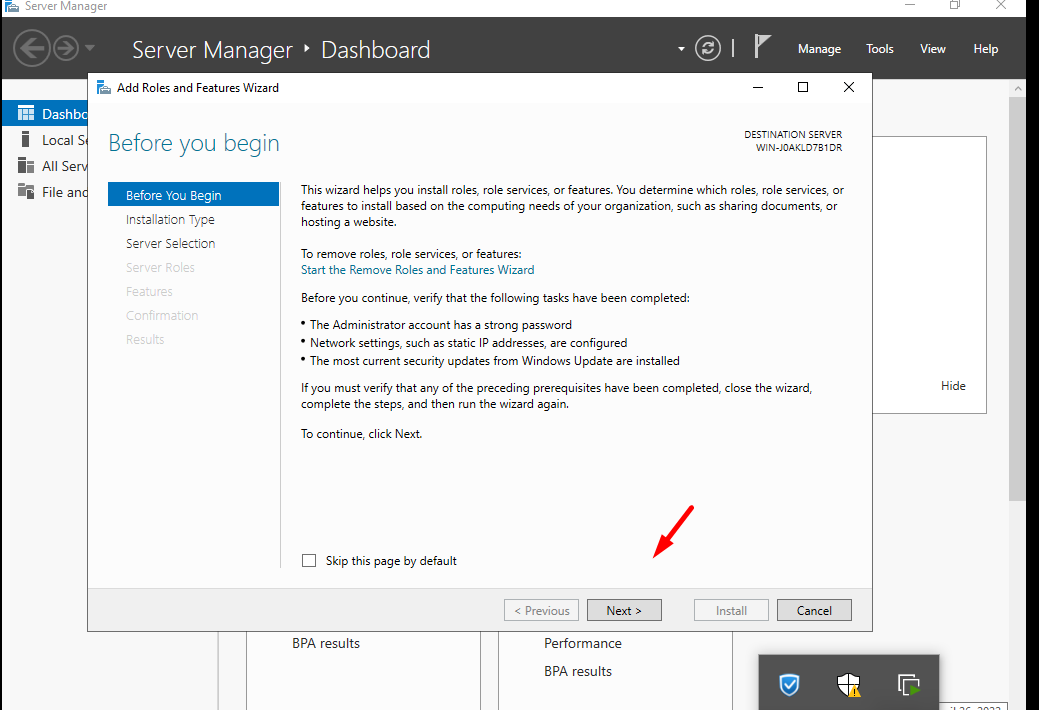 Server Manager
Server Manager ‣ Dashboard
Manage Tools View Help
Add Roles and Features Wizard
Dashbo
Local Se
All Serv
File and
Before you begin
DESTINATION SERVER
WIN-J0AKLD7B1DR
Before You Begin
Installation Type
Server Selection
Server Roles
Features
Confirmation
Results
This wizard helps you install roles, role services, or features. You determine which roles, role services, or
features to install based on the computing needs of your organization, such as sharing documents, or
hosting a website.
To remove roles, role services, or features:
Start the Remove Roles and Features Wizard
Before you continue, verify that the following tasks have been completed:
• The Administrator account has a strong password
• Network settings, such as static IP addresses, are configured
• The most current security updates from Windows Update are installed
If you must verify that any of the preceding prerequisites have been completed, close the wizard,
complete the steps, and then run the wizard again.
To continue, click Next.
Hide
Skip this page by default
< Previous
Next >
Install
Cancel
BPA results
Performance
BPA results